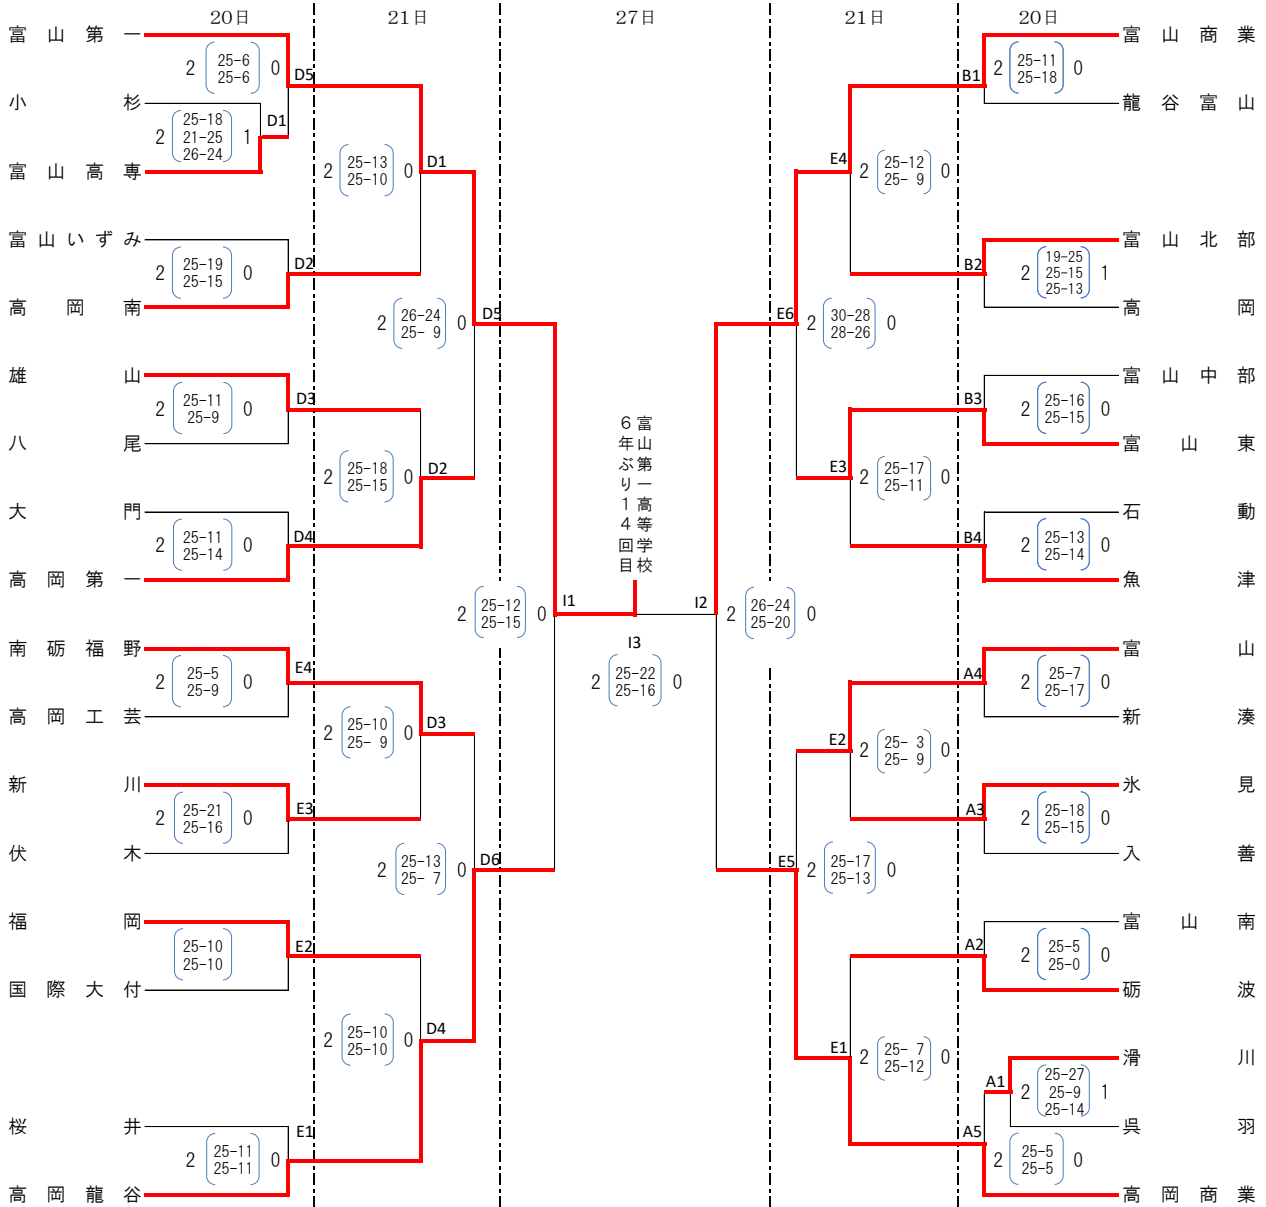 20日 21日 27日 21日 20日
富山第一
2 25-6 0
25-6
D5
小杉
2 25-18 1
21-25
26-24
D1
富山高専
2 25-13 0
25-10
D1
富山いずみ
2 25-19 0
25-15
D2
高岡南
2 26-24 0
25- 9
D5
雄山
2 25-11 0
25-9
D3
八尾
2 25-18 0
25-15
D2
大門
2 25-11 0
25-14
D4
高岡第一
2 25-12 0
25-15
I1
南砺福野
2 25-5 0
25-9
E4
高岡工芸
2 25-10 0
25- 9
D3
新川
2 25-21 0
25-16
E3
伏木
2 25-13 0
25- 7
D6
福岡
25-10
25-10
E2
国際大付
2 25-10 0
25-10
D4
桜井
2 25-11 0
25-11
E1
高岡龍谷
富山第一高等学校
6年ぶり14回目
I3
2 25-22 0
25-16
富山商業
B1
2 25-11 0
25-18
龍谷富山
E4
2 25-12 0
25- 9
富山北部
B2
2 19-25 1
25-15
25-13
高岡
E6
2 30-28 0
28-26
富山中部
B3
2 25-16 0
25-15
富山東
E3
2 25-17 0
25-11
石動
B4
2 25-13 0
25-14
魚津
I2
2 26-24 0
25-20
富山
A4
2 25-7 0
25-17
新湊
E2
2 25- 3 0
25- 9
氷見
A3
2 25-18 0
25-15
入善
E5
2 25-17 0
25-13
富山南
A2
2 25-5 0
25-0
砺波
E1
2 25- 7 0
25-12
滑川
A1
2 25-27 1
25-9
25-14
呉羽
A5
2 25-5 0
25-5
高岡商業